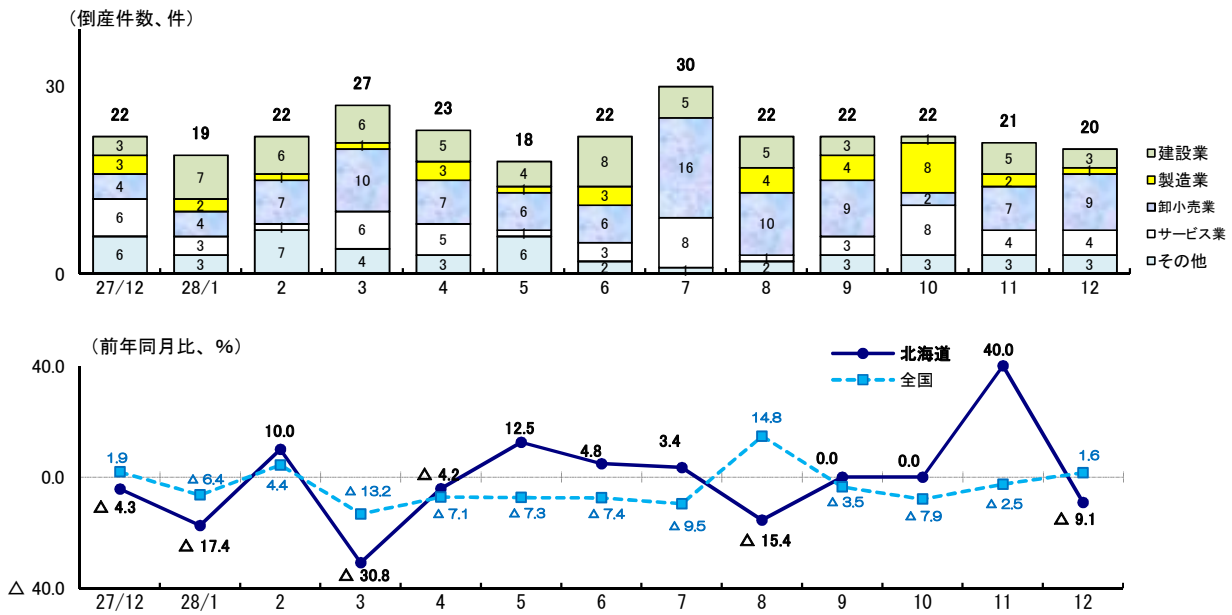 （倒産件数、件）
30
0
22 19 22 27 23 18 22 30 22 22 22 21 20
3 7 6 6 5 4 8 5 5 3 1 5 3
3 2 1 1 3 1 3 4 4 8 2 1
4 4 7 10 7 6 6 16 10 9 2 7 9
6 3 1 6 5 1 3 8 1 3 8 4 4
6 3 7 4 3 6 2 1 2 3 3 3 3
27/12 28/1 2 3 4 5 6 7 8 9 10 11 12
建設業
製造業
卸小売業
サービス業
その他
（前年同月比、％）
北海道
全国
40.0
0.0
△ 40.0
△ 4.3 △ 17.4 10.0 △ 30.8 △ 4.2 12.5 4.8 3.4 △ 15.4 0.0 0.0 40.0 △ 9.1
1.9 △ 6.4 4.4 △ 13.2 △ 7.1 △ 7.3 △ 7.4 △ 9.5 14.8 △ 3.5 △ 7.9 △ 2.5 1.6
27/12 28/1 2 3 4 5 6 7 8 9 10 11 12